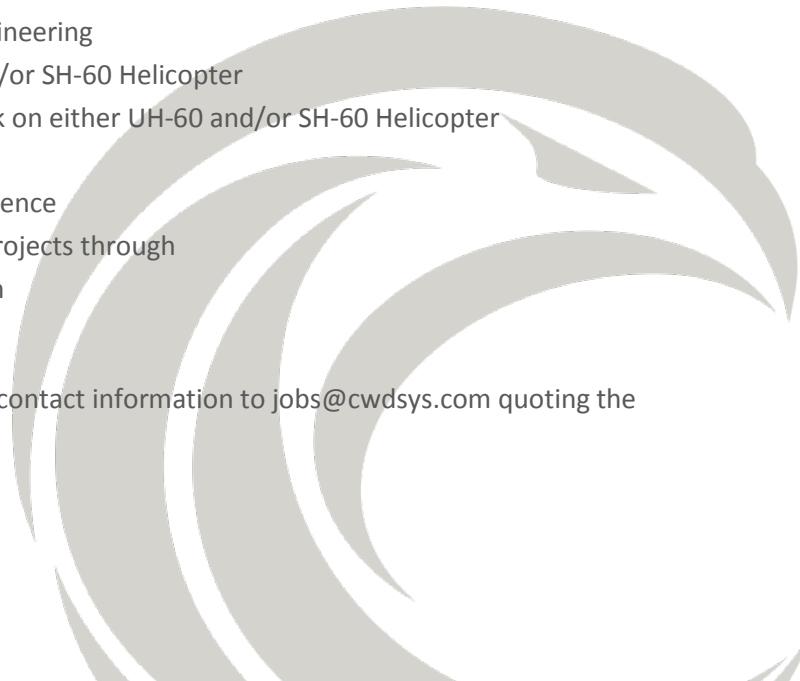 ineering
/or SH-60 Helicopter
k on either UH-60 and/or SH-60 Helicopter
ence
rojects through
n
contact information to jobs@cwdsys.com quoting the